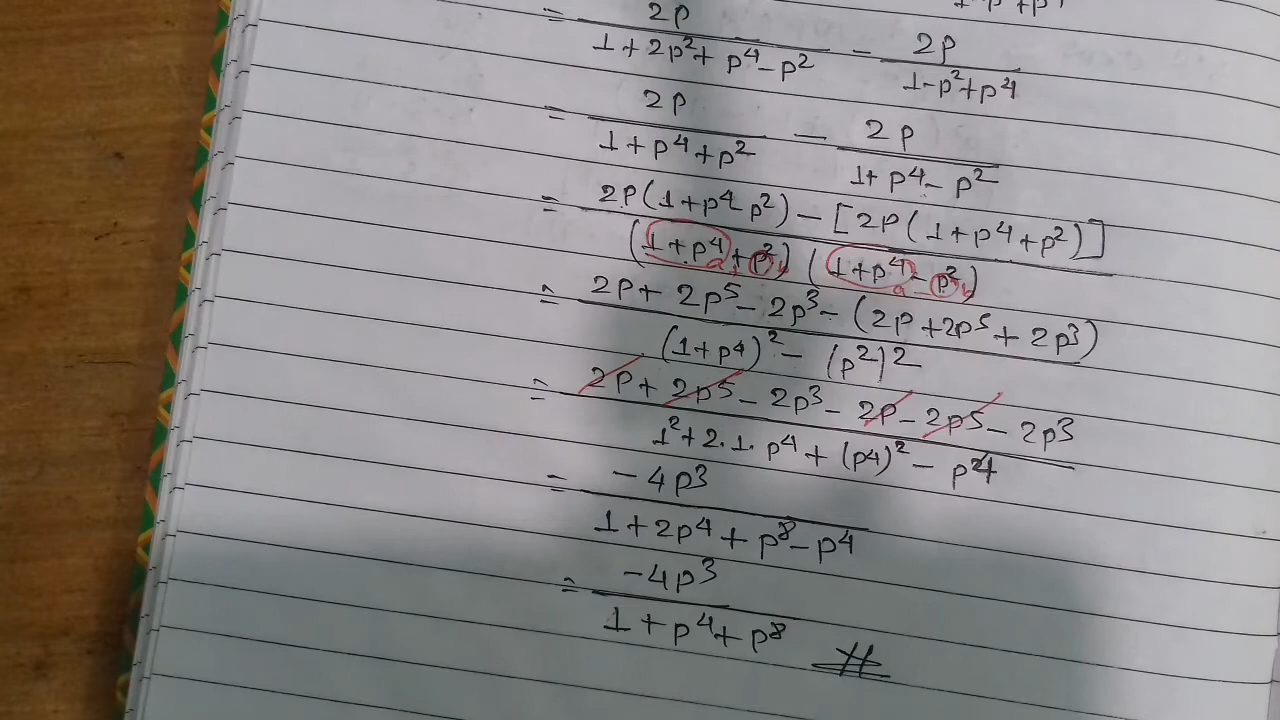 = 2p / (1 + 2p² + p⁴ - p²) - 2p / (1 - p² + p⁴)
= 2p / (1 + p⁴ + p²) - 2p / (1 + p⁴ - p²)
= 2p(1 + p⁴ - p²) - [2p(1 + p⁴ + p²)] / (1 + p⁴ + p²)(1 + p⁴ - p²)
= 2p + 2p⁵ - 2p³ - (2p + 2p⁵ + 2p³) / (1 + p⁴)² - (p²)²
= 2p + 2p⁵ - 2p³ - 2p - 2p⁵ - 2p³ / 1² + 2.1.p⁴ + (p⁴)² - p⁴
= -4p³ / 1 + 2p⁴ + p⁸ - p⁴
= -4p³ / 1 + p⁴ + p⁸